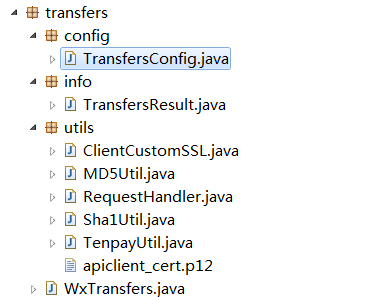 transfers
config
TransfersConfig.java
info
TransfersResult.java
utils
ClientCustomSSL.java
MD5Util.java
RequestHandler.java
Sha1Util.java
TenpayUtil.java
apiclient_cert.p12
WxTransfers.java